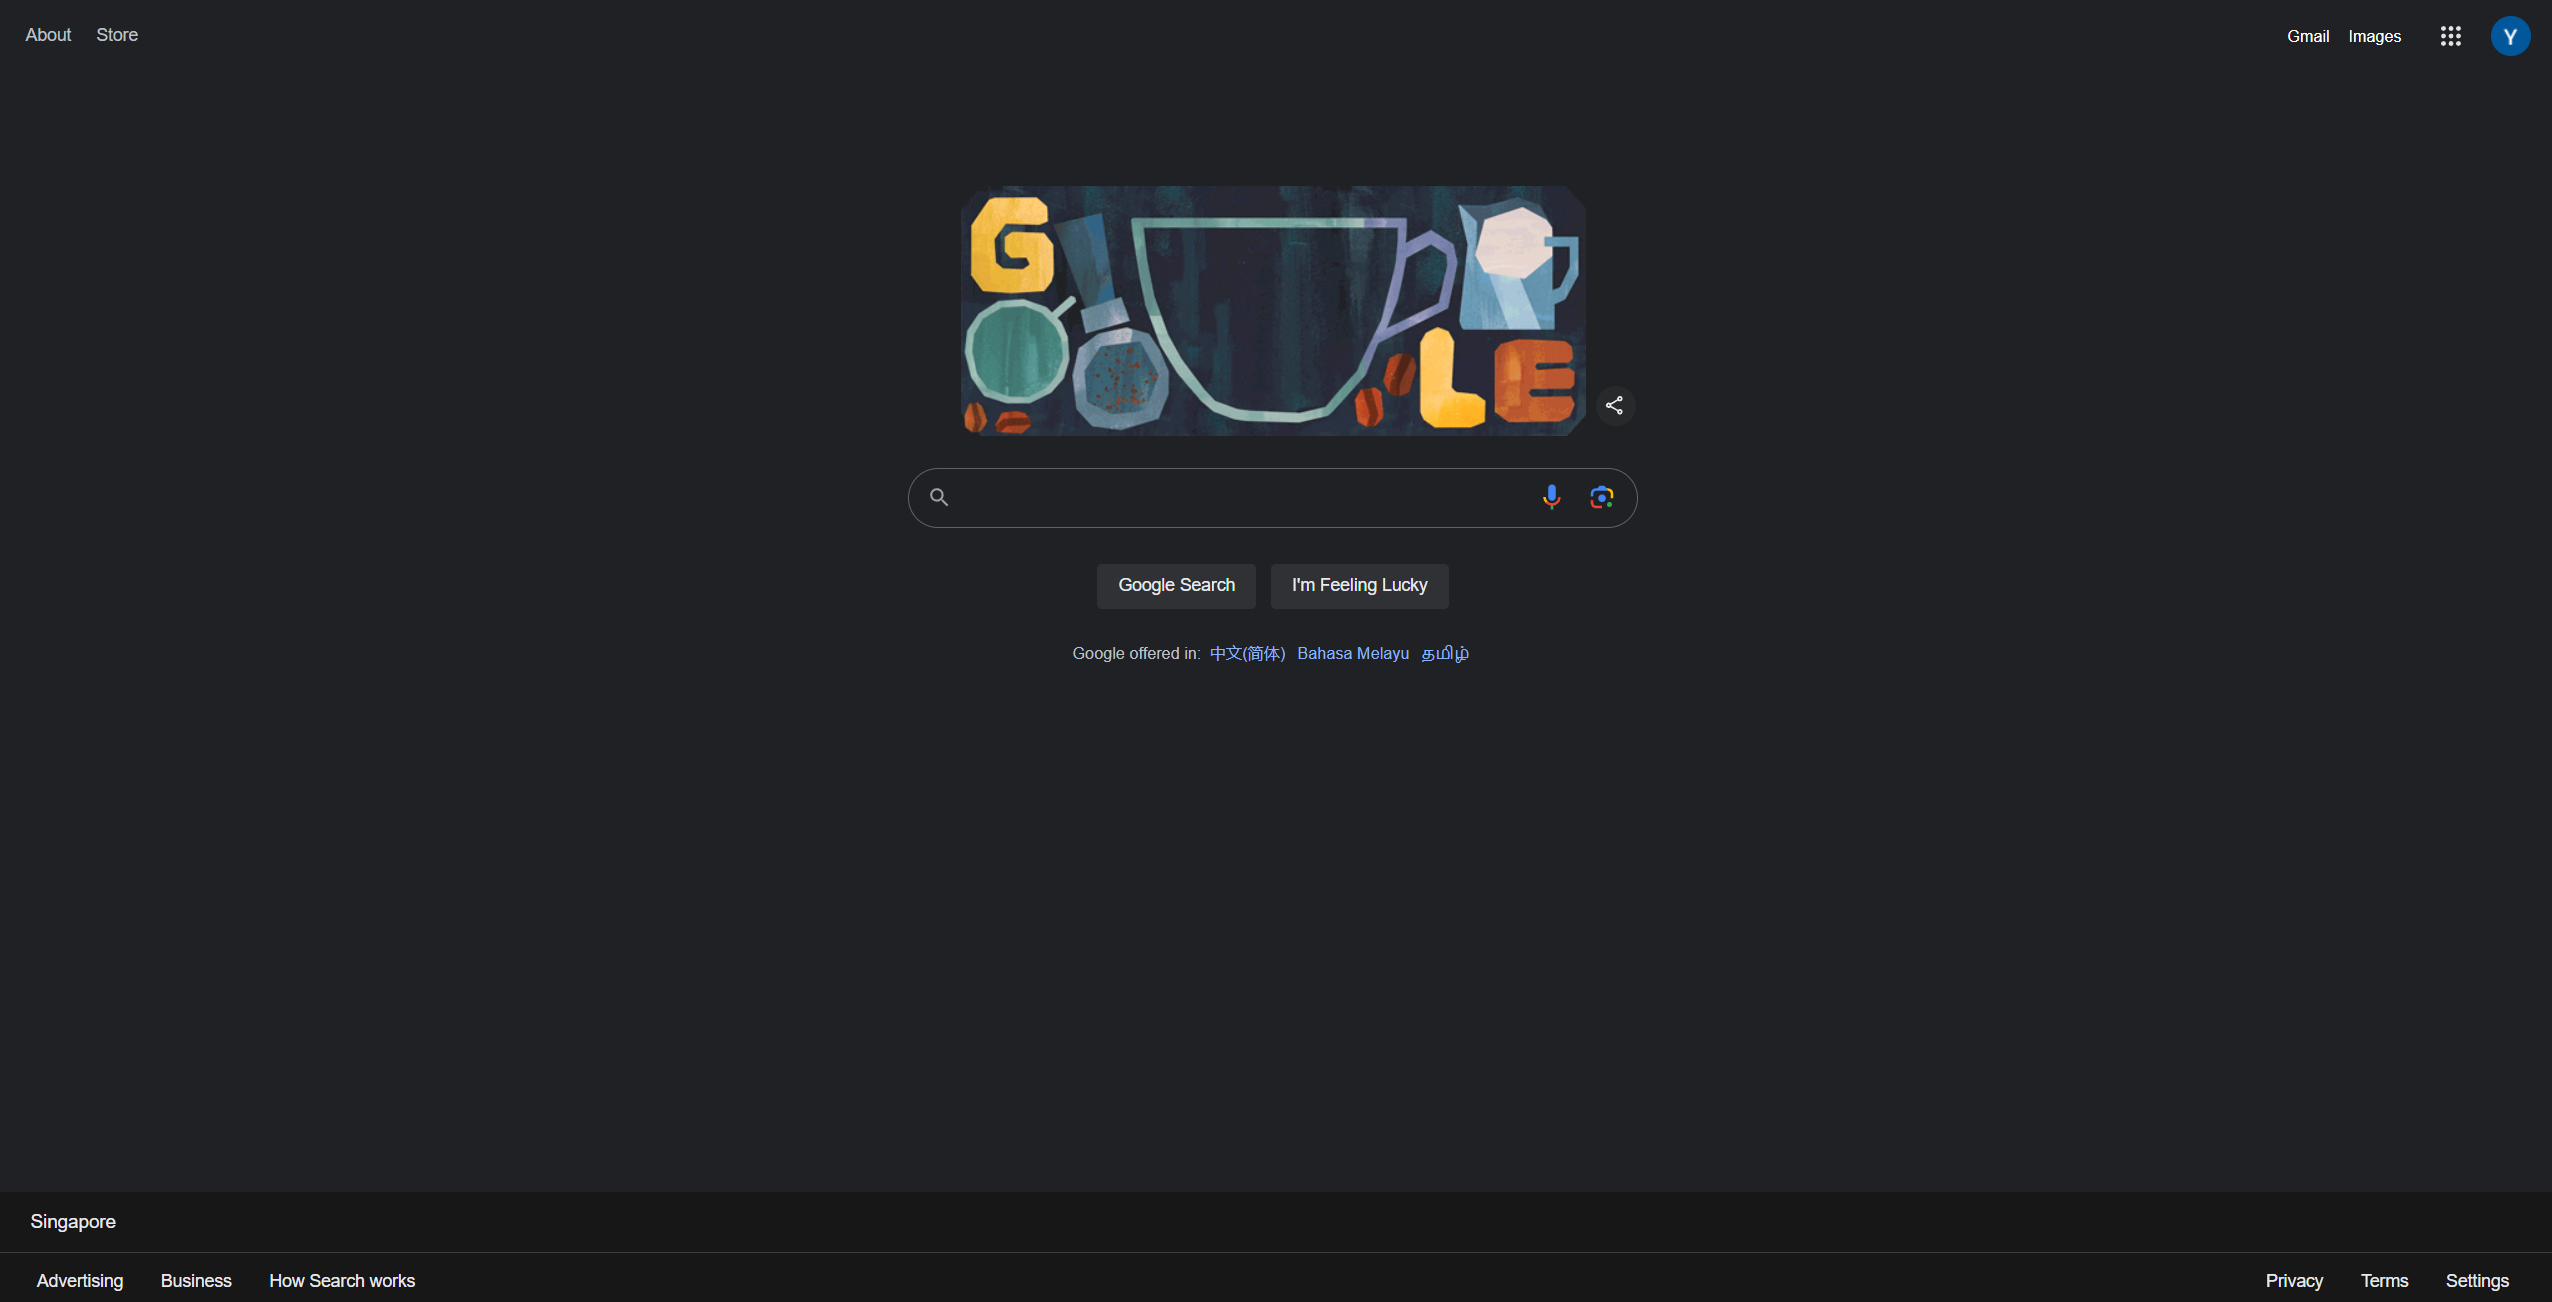 About Store
Gmail Images
Y
G L E
Google Search I'm Feeling Lucky
Google offered in: 中文(简体) Bahasa Melayu தமிழ்
Singapore
Advertising Business How Search works
Privacy Terms Settings